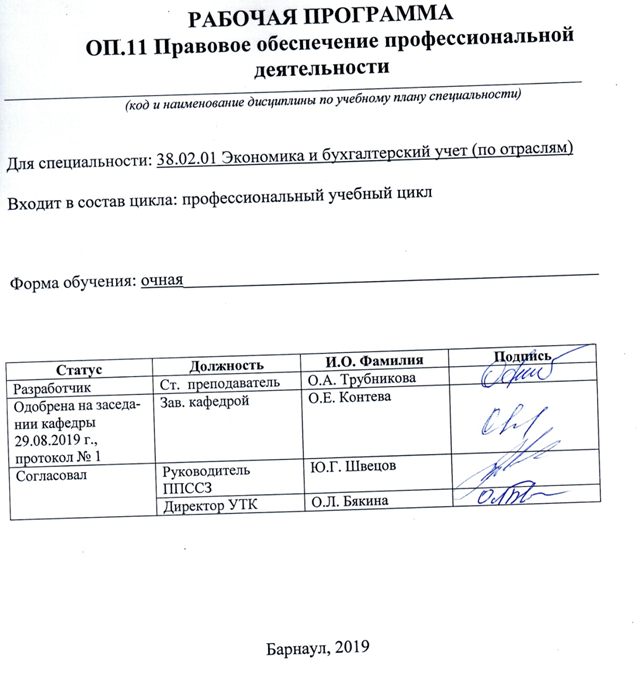 РАБОЧАЯ ПРОГРАММА
ОП.11 Правовое обеспечение профессиональной
деятельности
(код и наименование дисциплины по учебному плану специальности)
Для специальности: 38.02.01 Экономика и бухгалтерский учет (по отраслям)
Входит в состав цикла: профессиональный учебный цикл
Форма обучения: очная
Статус Должность И.О. Фамилия Подпись
Разработчик Ст. преподаватель О.А. Трубникова
Одобрена на заседа- Зав. кафедрой О.Е. Контева
нии кафедры
29.08.2019 г.,
протокол № 1
Согласовал Руководитель Ю.Г. Швецов
ППССЗ
Директор УТК О.Л. Бякина
Барнаул, 2019